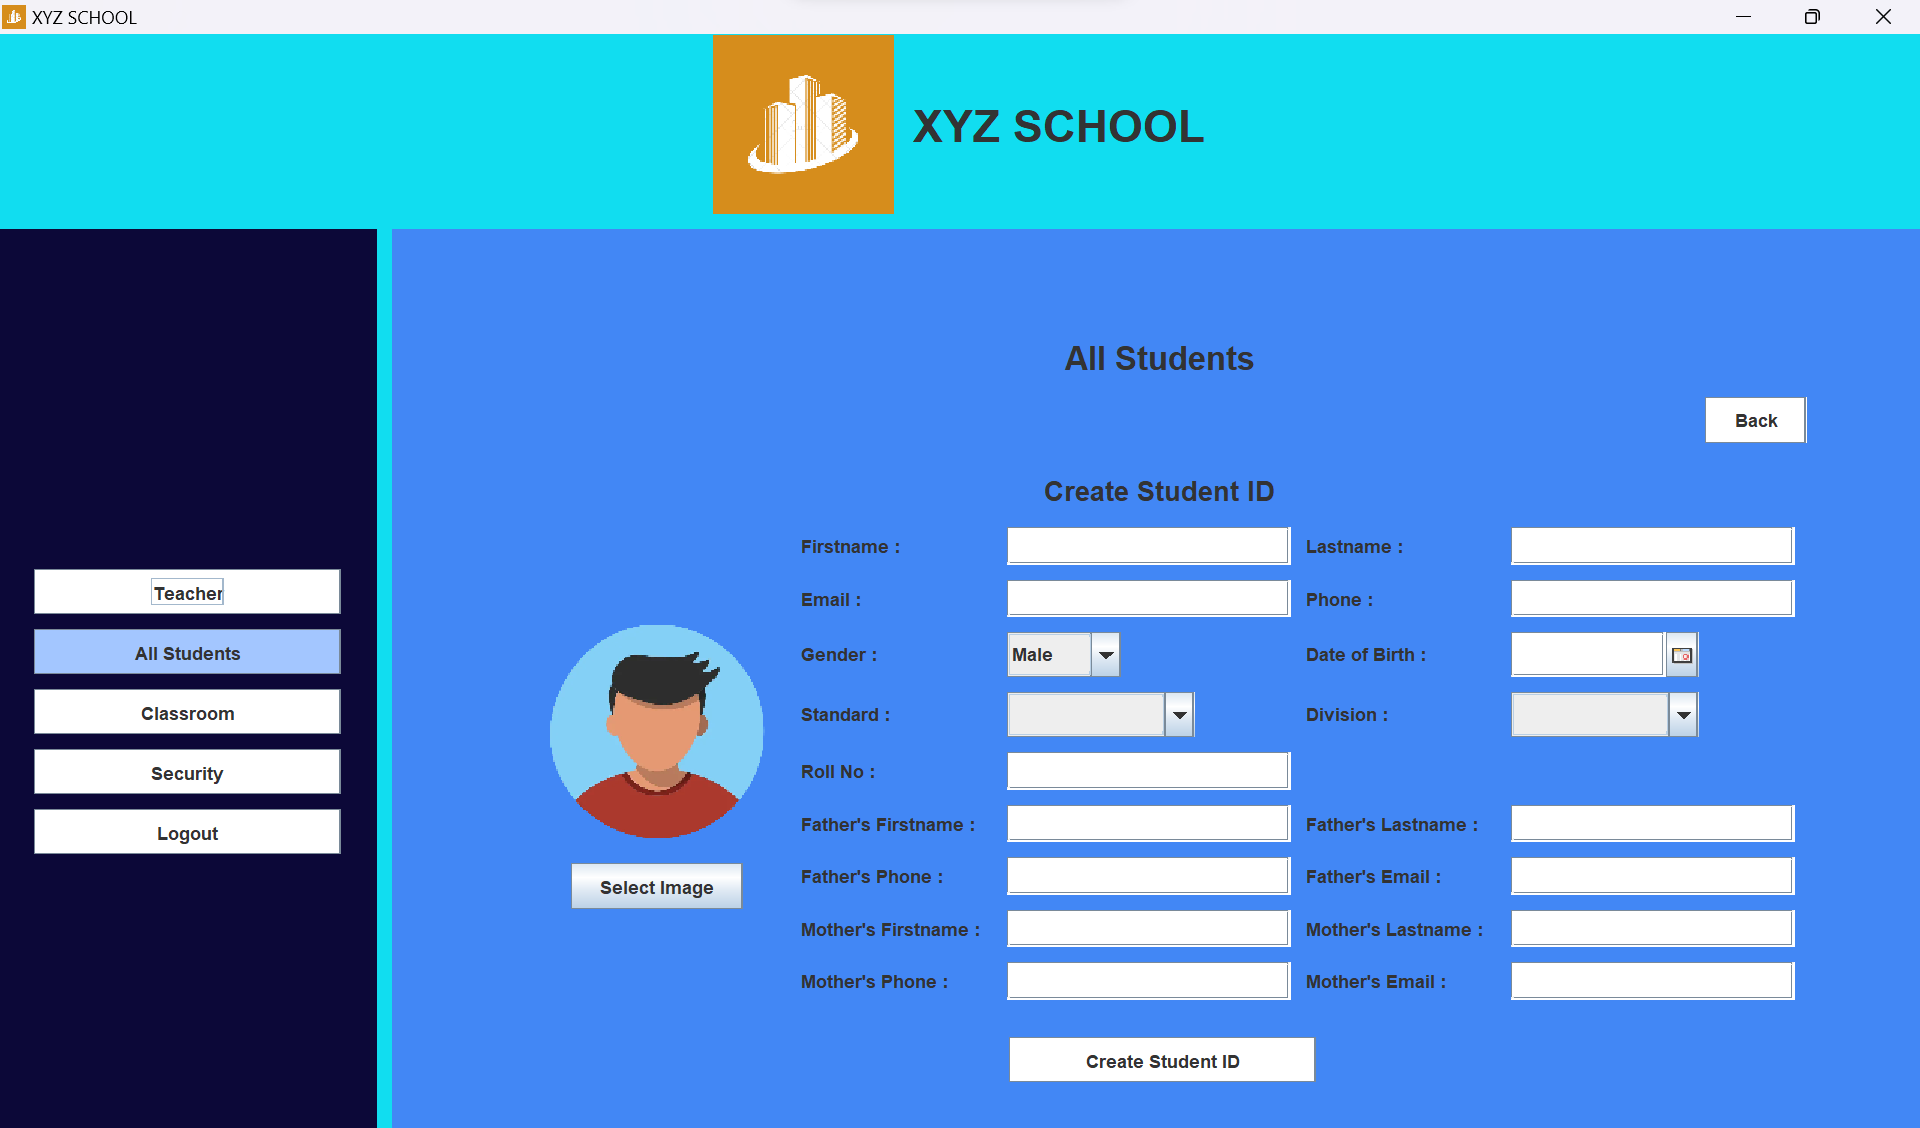 XYZ SCHOOL
XYZ SCHOOL
Teacher
All Students
Classroom
Security
Logout
All Students
Back
Create Student ID
Firstname :
Lastname :
Email :
Phone :
Gender : Male
Date of Birth :
Standard :
Division :
Roll No :
Father's Firstname :
Father's Lastname :
Father's Phone :
Father's Email :
Mother's Firstname :
Mother's Lastname :
Mother's Phone :
Mother's Email :
Select Image
Create Student ID